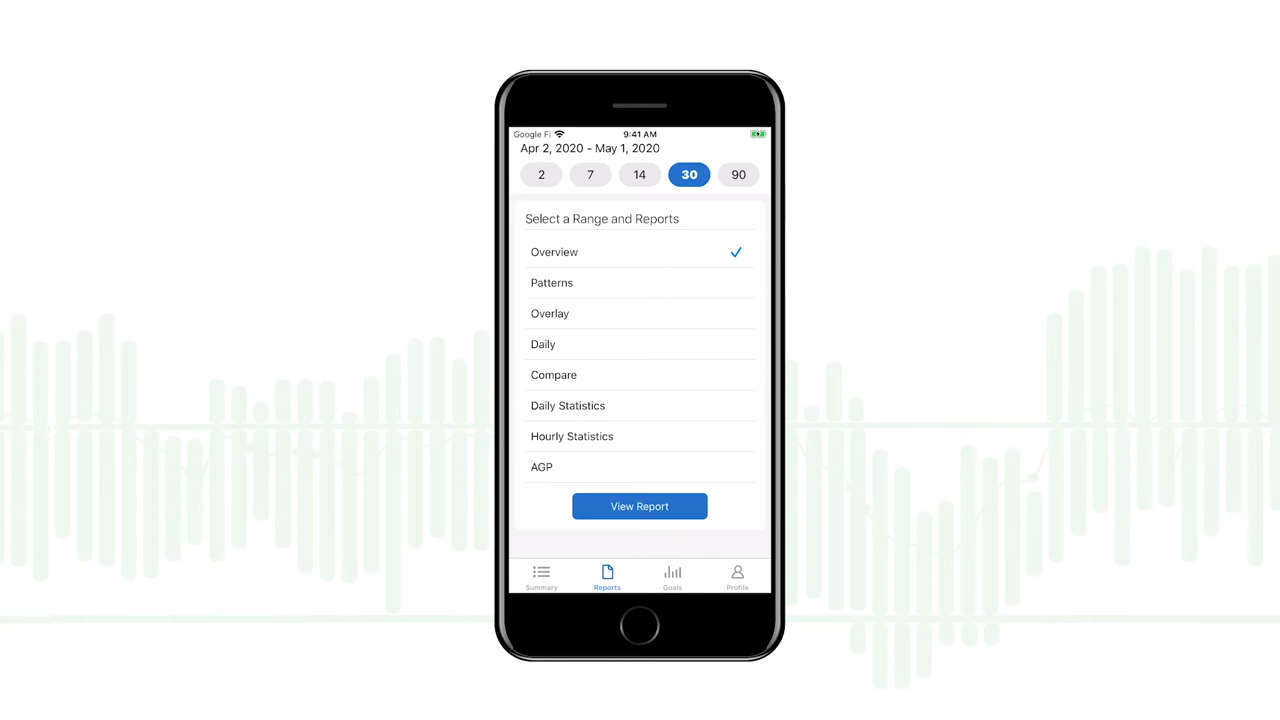 Google Fi 9:41 AM
Apr 2, 2020 - May 1, 2020
2 7 14 30 90
Select a Range and Reports
Overview
Patterns
Overlay
Daily
Compare
Daily Statistics
Hourly Statistics
AGP
View Report
Summary Reports Goals Profile